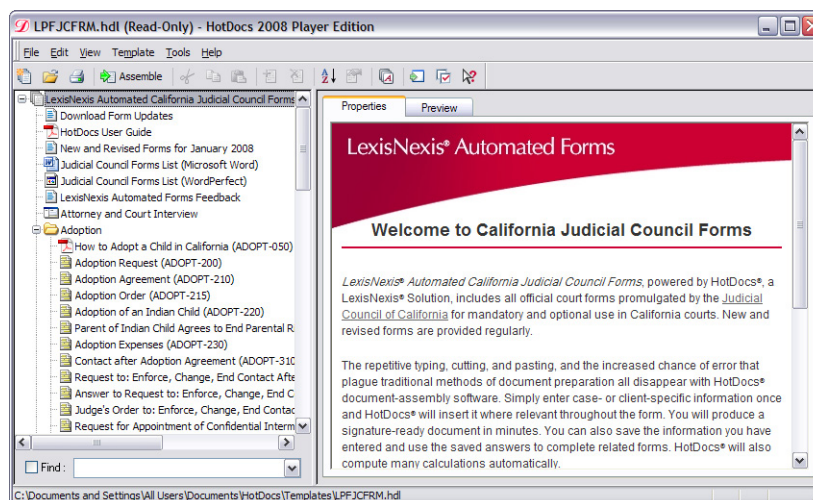 LPFJCFRM.hdl (Read-Only) - HotDocs 2008 Player Edition
File Edit View Template Tools Help
Assemble
LexisNexis Automated California Judicial Council Forms
Download Form Updates
HotDocs User Guide
New and Revised Forms for January 2008
Judicial Council Forms List (Microsoft Word)
Judicial Council Forms List (WordPerfect)
LexisNexis Automated Forms Feedback
Attorney and Court Interview
Adoption
How to Adopt a Child in California (ADOPT-050)
Adoption Request (ADOPT-200)
Adoption Agreement (ADOPT-210)
Adoption Order (ADOPT-215)
Adoption of an Indian Child (ADOPT-220)
Parent of Indian Child Agrees to End Parental R
Adoption Expenses (ADOPT-230)
Contact after Adoption Agreement (ADOPT-310
Request to: Enforce, Change, End Contact Afte
Answer to Request to: Enforce, Change, End C
Judge's Order to: Enforce, Change, End Contac
Request for Appointment of Confidential Interm
Find :
Properties Preview
LexisNexis® Automated Forms
Welcome to California Judicial Council Forms
LexisNexis® Automated California Judicial Council Forms, powered by HotDocs®, a
LexisNexis® Solution, includes all official court forms promulgated by the Judicial
Council of California for mandatory and optional use in California courts. New and
revised forms are provided regularly.
The repetitive typing, cutting, and pasting, and the increased chance of error that
plague traditional methods of document preparation all disappear with HotDocs®
document-assembly software. Simply enter case- or client-specific information once
and HotDocs® will insert it where relevant throughout the form. You will produce a
signature-ready document in minutes. You can also save the information you have
entered and use the saved answers to complete related forms. HotDocs® will also
compute many calculations automatically.
C:\Documents and Settings\All Users\Documents\HotDocs\Templates\LPFJCFRM.hdl